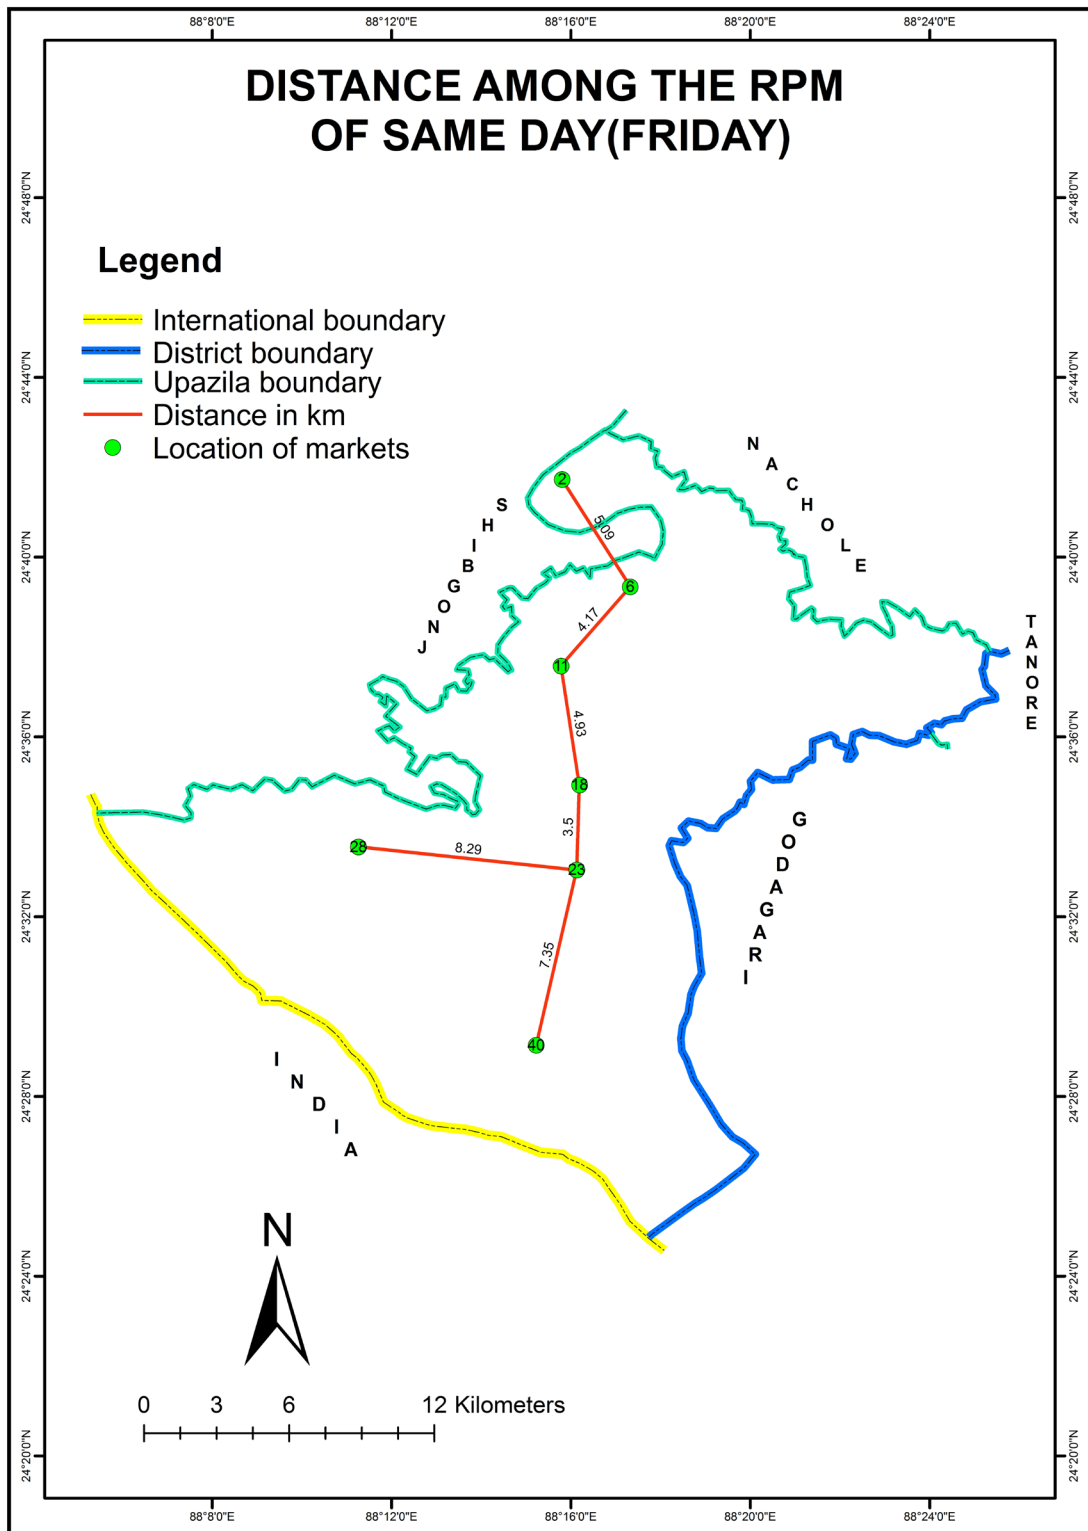 88°8'0"E 88°12'0"E 88°16'0"E 88°20'0"E 88°24'0"E
DISTANCE AMONG THE RPM
OF SAME DAY(FRIDAY)
24°48'0"N 24°48'0"N
Legend
International boundary
District boundary
24°44'0"N 24°44'0"N
Upazila boundary
Distance in km
Location of markets
NACHOLE
2
SHIBGONJ
5.09
24°40'0"N 24°40'0"N
6
4.17
TANORE
11
4.93
24°36'0"N 24°36'0"N
18
3.5
GODAGARI
28
8.29
23
24°32'0"N 24°32'0"N
7.35
40
INDIA
24°28'0"N 24°28'0"N
N
24°24'0"N 24°24'0"N
0 3 6 12 Kilometers
24°20'0"N 24°20'0"N
88°8'0"E 88°12'0"E 88°16'0"E 88°20'0"E 88°24'0"E